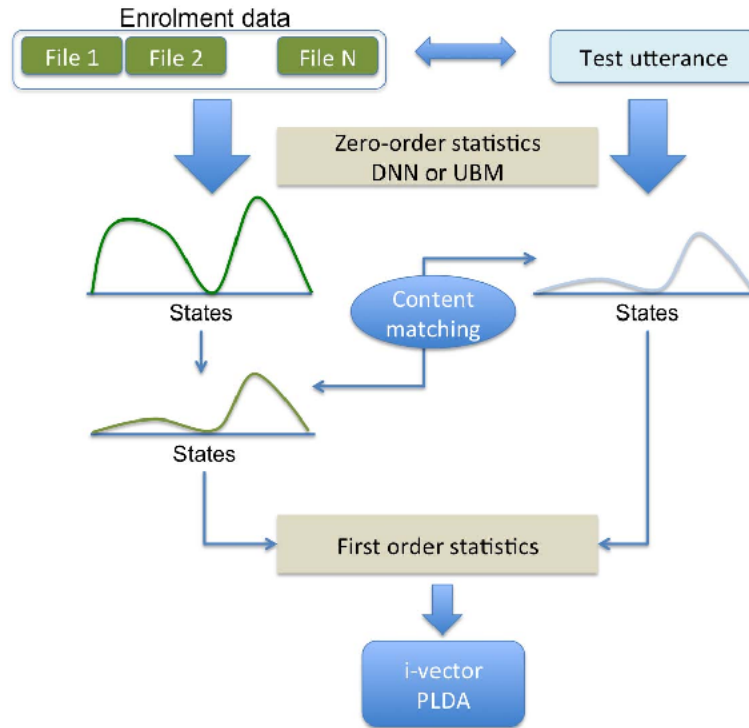 Enrolment data
File 1
File 2
File N
Test utterance
Zero-order statistics
DNN or UBM
States
Content
matching
States
States
First order statistics
i-vector
PLDA